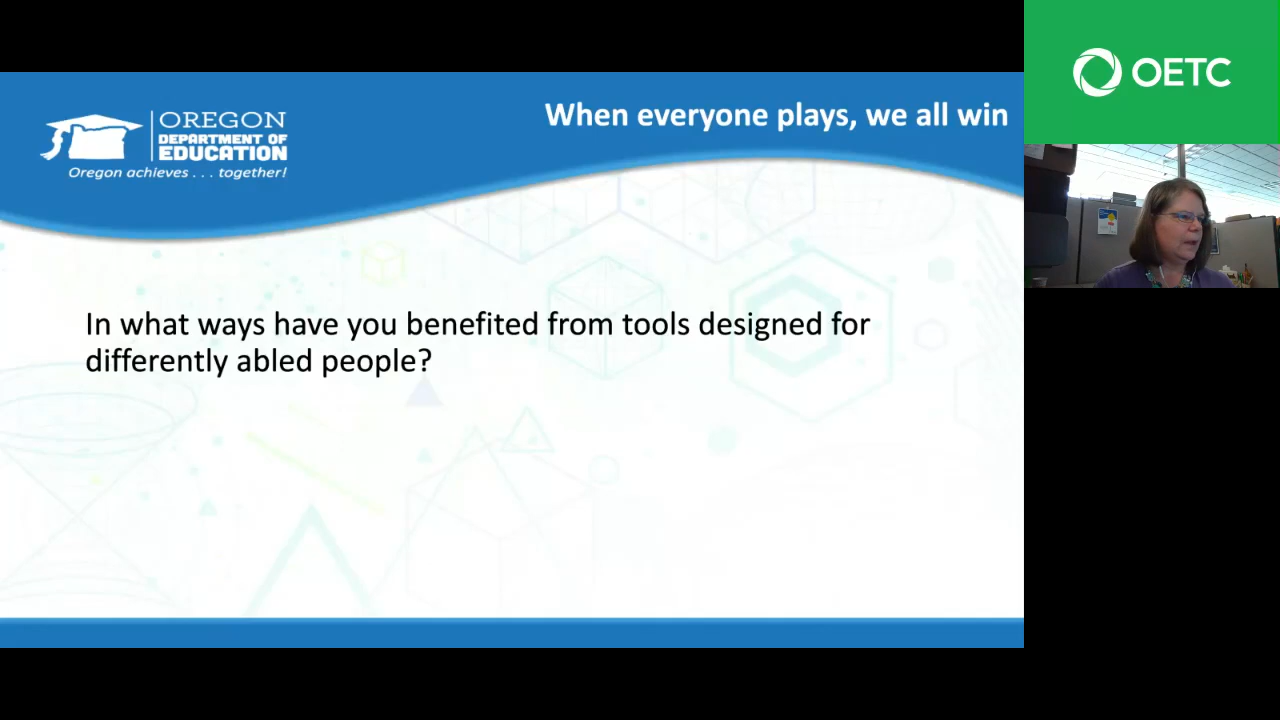 OETC
When everyone plays, we all win
OREGON
DEPARTMENT OF
EDUCATION
Oregon achieves . . . together!
In what ways have you benefited from tools designed for
differently abled people?